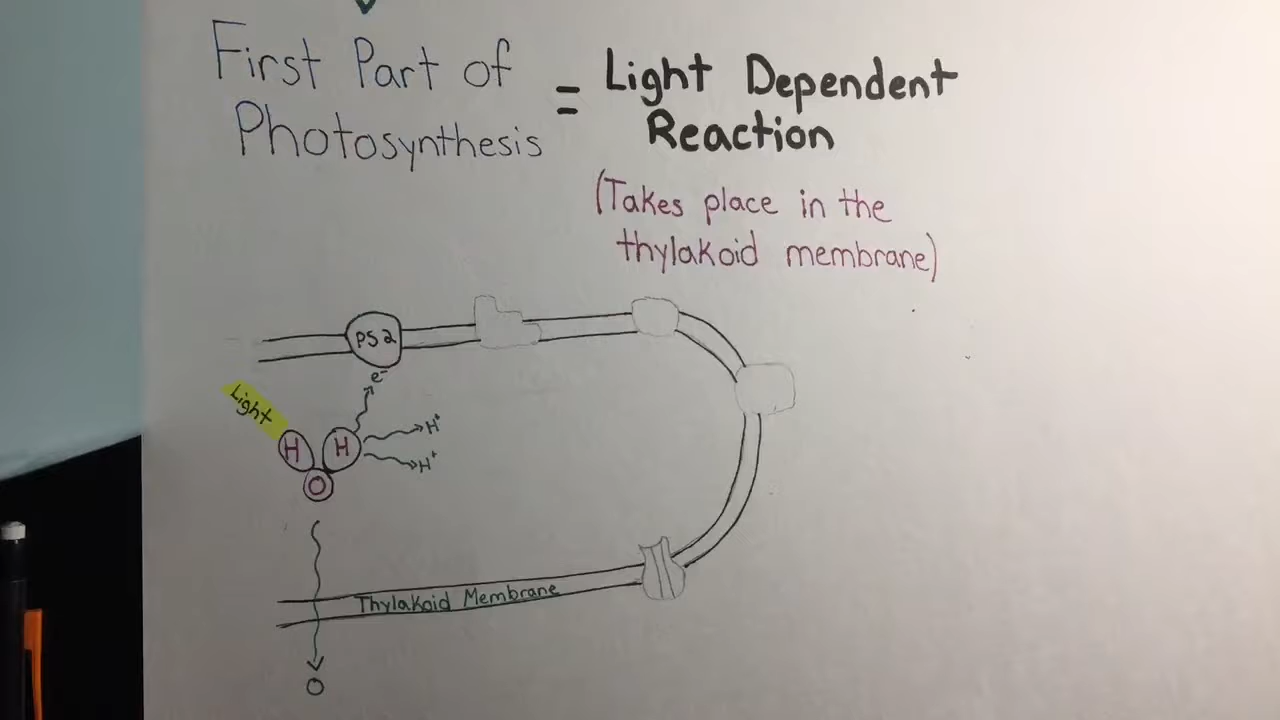 First Part of
Photosynthesis
=
Light Dependent
Reaction
(Takes place in the
thylakoid membrane)
PS2
e⁻
Light
H
H
O
H⁺
H⁺
Thylakoid Membrane
O